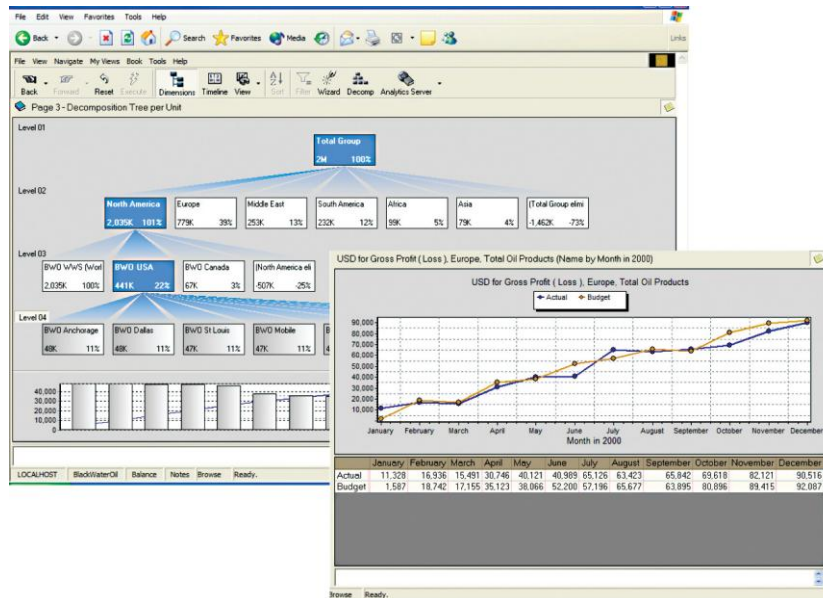 File Edit View Favorites Tools Help
Back Search Favorites Media Links
File View Navigate My Views Book Tools Help
Back Forward Reset Execute Dimensions Timeline View Sort Filter Wizard Decomp Analytics Server
Page 3 - Decomposition Tree per Unit
Level 01
Total Group
2M 100%
Level 02
North America Europe Middle East South America Africa Asia (Total Group elimi
2,035K 101% 779K 39% 253K 13% 232K 12% 99K 5% 79K 4% -1,462K -73%
Level 03
BWO WWS (Worl BWO USA BWO Canada (North America eli
2,035K 100% 441K 22% 67K 3% -507K -25%
Level 04
BWO Anchorage BWO Dallas BWO St Louis BWO Mobile B
48K 11% 48K 11% 47K 11% 47K 11% 4
40,000
30,000
20,000
10,000
0
LOCALHOST BlackWaterOil Balance Notes Browse Ready.
USD for Gross Profit ( Loss ), Europe, Total Oil Products (Name by Month in 2000)
USD for Gross Profit ( Loss ), Europe, Total Oil Products
Actual Budget
90,000
80,000
70,000
60,000
50,000
40,000
30,000
20,000
10,000
January February March April May June July August September October November December
Month in 2000
January February March April May June July August September October November December
Actual 11,328 16,936 15,491 30,746 40,121 40,989 65,126 63,423 65,842 69,618 82,121 90,516
Budget 1,587 18,742 17,155 35,123 38,066 52,200 57,196 65,677 63,895 80,896 89,415 92,087
Browse Ready.